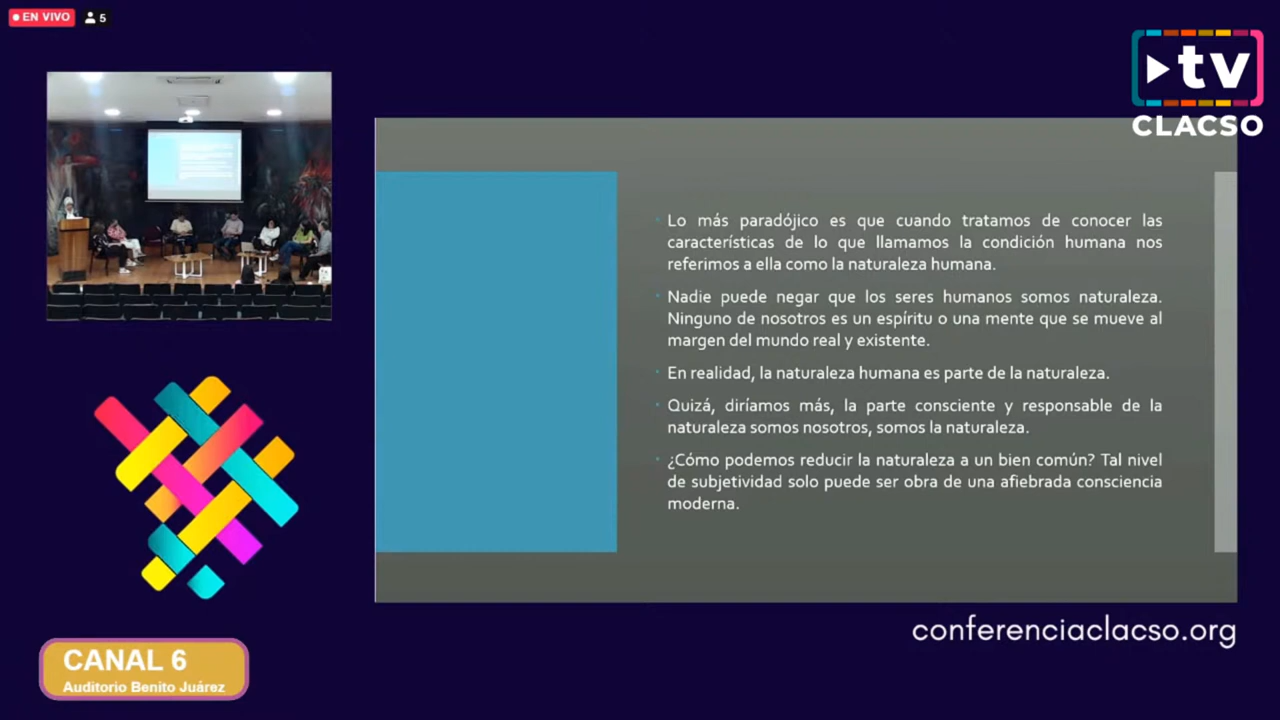 EN VIVO
5
tv
CLACSO
Lo más paradójico es que cuando tratamos de conocer las
características de lo que llamamos la condición humana nos
referimos a ella como la naturaleza humana.
Nadie puede negar que los seres humanos somos naturaleza.
Ninguno de nosotros es un espíritu o una mente que se mueve al
margen del mundo real y existente.
En realidad, la naturaleza humana es parte de la naturaleza.
Quizá, diríamos más, la parte consciente y responsable de la
naturaleza somos nosotros, somos la naturaleza.
¿Cómo podemos reducir la naturaleza a un bien común? Tal nivel
de subjetividad solo puede ser obra de una afiebrada consciencia
moderna.
conferenciaclacso.org
CANAL 6
Auditorio Benito Juárez